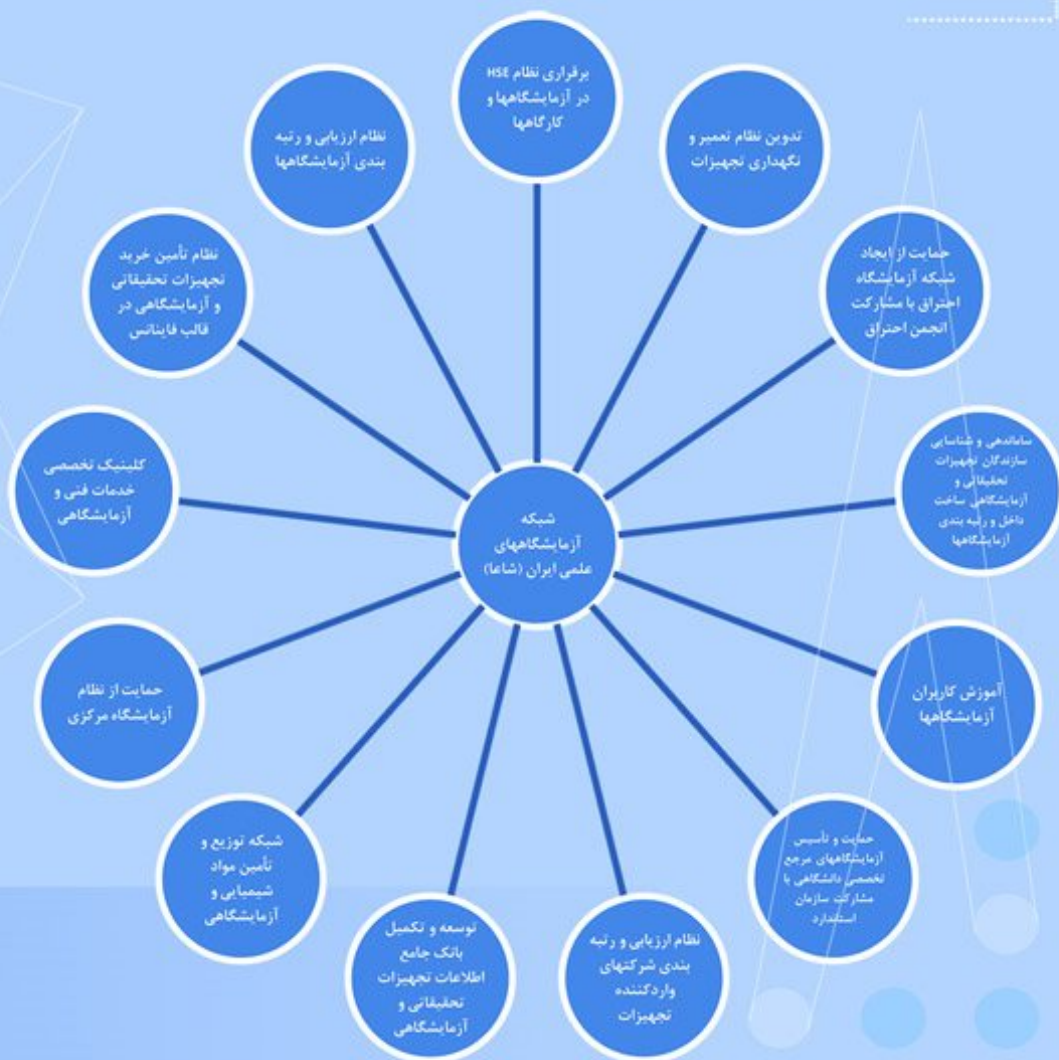 برقراری نظام HSE
در آزمایشگاهها و
کارگاهها
تدوین نظام تعمیر و
نگهداری تجهیزات
حمایت از ایجاد
شبکه آزمایشگاه
احتراق با مشارکت
انجمن احتراق
ساماندهی و شناسایی
سازندگان تجهیزات
تحقیقاتی و
آزمایشگاهی ساخت
داخل و رتبه بندی
آزمایشگاهها
آموزش کاربران
آزمایشگاهها
حمایت و تأسیس
آزمایشگاههای مرجع
تخصصی دانشگاهی با
مشارکت سازمان
استاندارد
نظام ارزیابی و رتبه
بندی شرکتهای
واردکننده
تجهیزات
توسعه و تکمیل
بانک جامع
اطلاعات تجهیزات
تحقیقاتی و
آزمایشگاهی
شبکه توزیع و
تأمین مواد
شیمیایی و
آزمایشگاهی
حمایت از نظام
آزمایشگاه مرکزی
کلینیک تخصصی
خدمات فنی و
آزمایشگاهی
نظام تأمین خرید
تجهیزات تحقیقاتی
و آزمایشگاهی در
قالب فاینانس
نظام ارزیابی و رتبه
بندی آزمایشگاهها
شبکه
آزمایشگاههای
علمی ایران (شاعا)